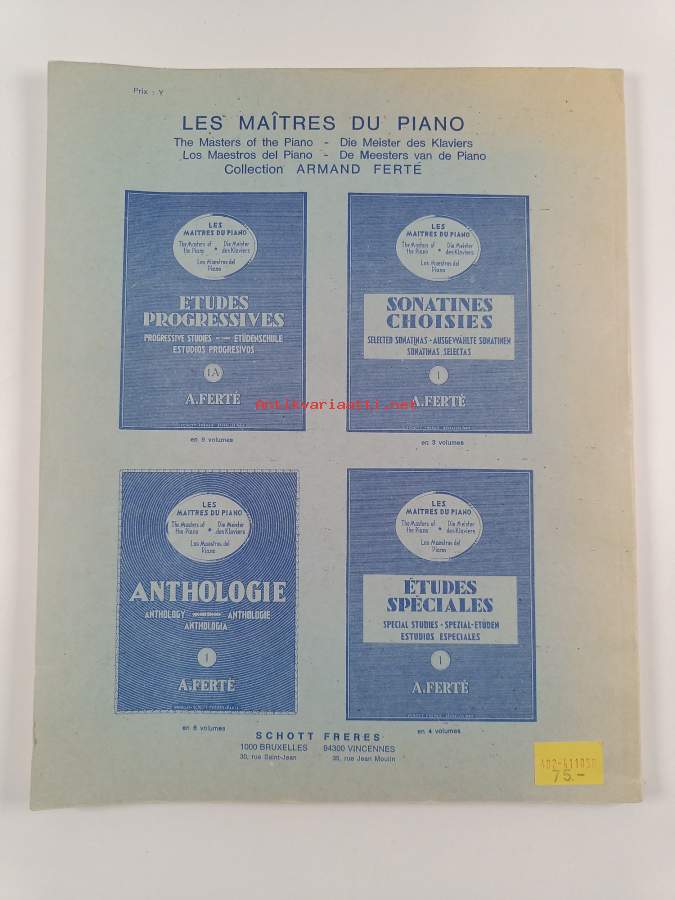 Prix : Y
LES MAÎTRES DU PIANO
The Masters of the Piano - Die Meister des Klaviers
Los Maestros del Piano - De Meesters van de Piano
Collection ARMAND FERTÉ
LES
MAITRES DU PIANO
The Masters of the Piano • Die Meister des Klaviers
Los Maestros del Piano
ETUDES
PROGRESSIVES
PROGRESSIVE STUDIES ETÜDENSCHULE
ESTUDIOS PROGRESIVOS
1A
A.FERTÉ
en 9 volumes
LES
MAITRES DU PIANO
The Masters of the Piano • Die Meister des Klaviers
Los Maestros del Piano
SONATINES
CHOISIES
SELECTED SONATINAS · AUSGEWÄHLTE SONATINEN
SONATINAS SELECTAS
1
A.FERTÉ
en 3 volumes
Antikvariaatti.net
LES
MAITRES DU PIANO
The Masters of the Piano • Die Meister des Klaviers
Los Maestros del Piano
ANTHOLOGIE
ANTHOLOGY ANTHOLOGIE
ANTHOLOGIA
1
A.FERTÉ
en 6 volumes
LES
MAITRES DU PIANO
The Masters of the Piano • Die Meister des Klaviers
Los Maestros del Piano
ÉTUDES
SPÉCIALES
SPECIAL STUDIES · SPEZIAL-ETÜDEN
ESTUDIOS ESPECIALES
1
A.FERTÉ
en 4 volumes
SCHOTT FRERES
1000 BRUXELLES 94300 VINCENNES
30, rue Saint-Jean 35, rue Jean Moulin
75.-